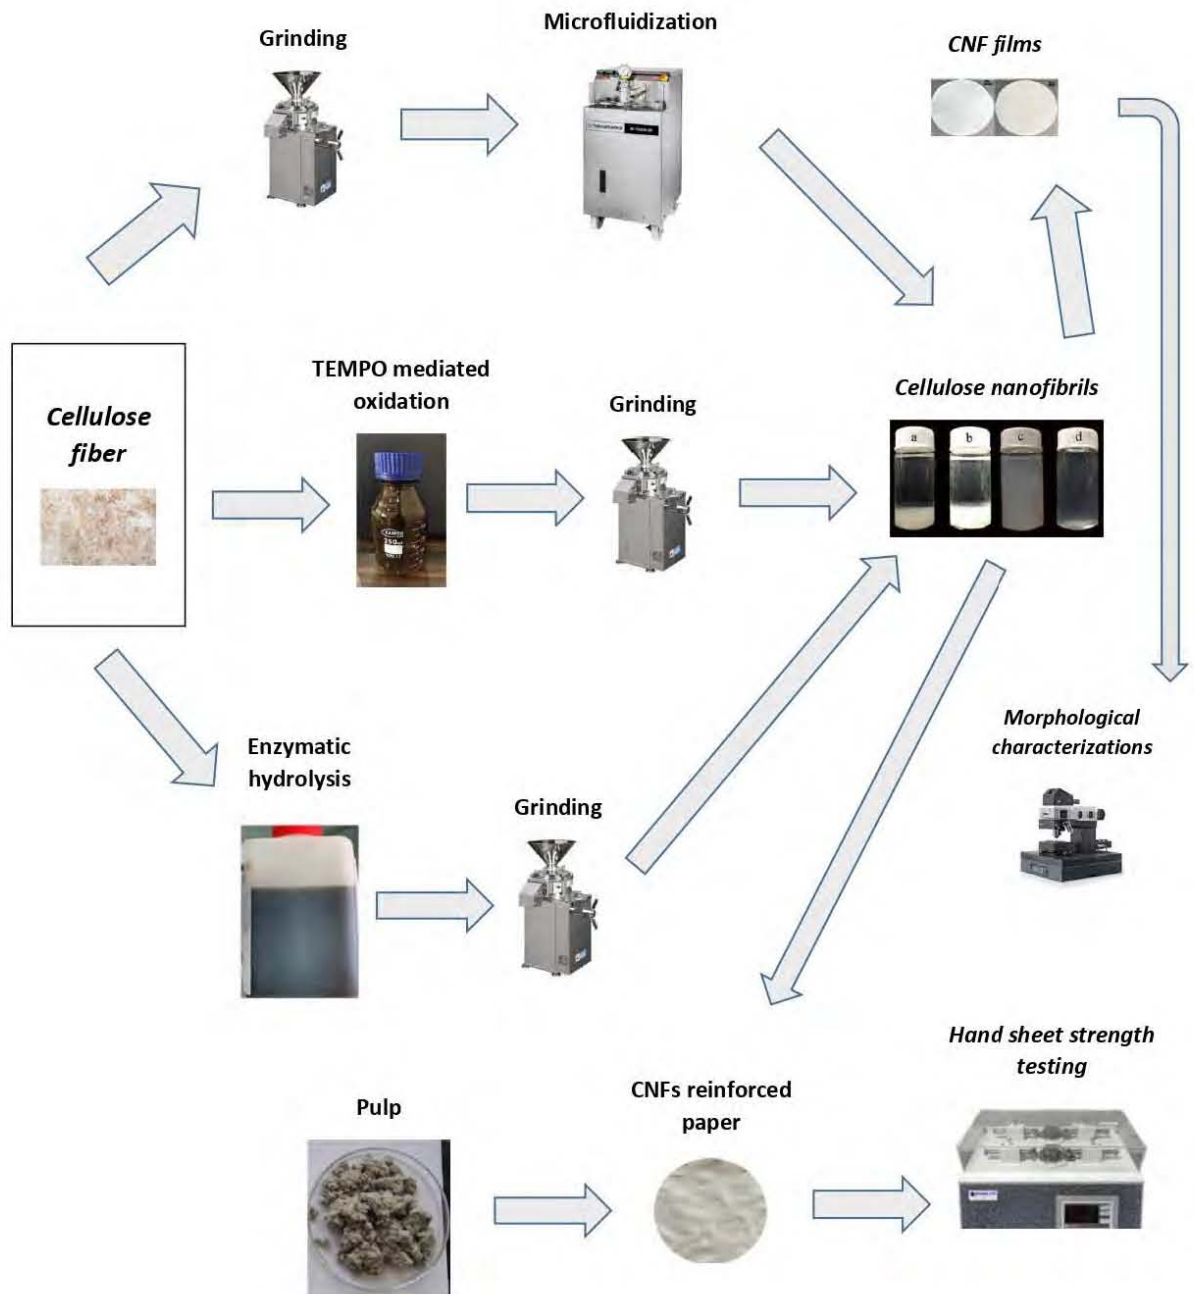 Grinding
Microfluidization
CNF films
Cellulose
fiber
TEMPO mediated
oxidation
Grinding
Cellulose nanofibrils
a b c d
Enzymatic
hydrolysis
Grinding
Morphological
characterizations
Pulp
CNFs reinforced
paper
Hand sheet strength
testing